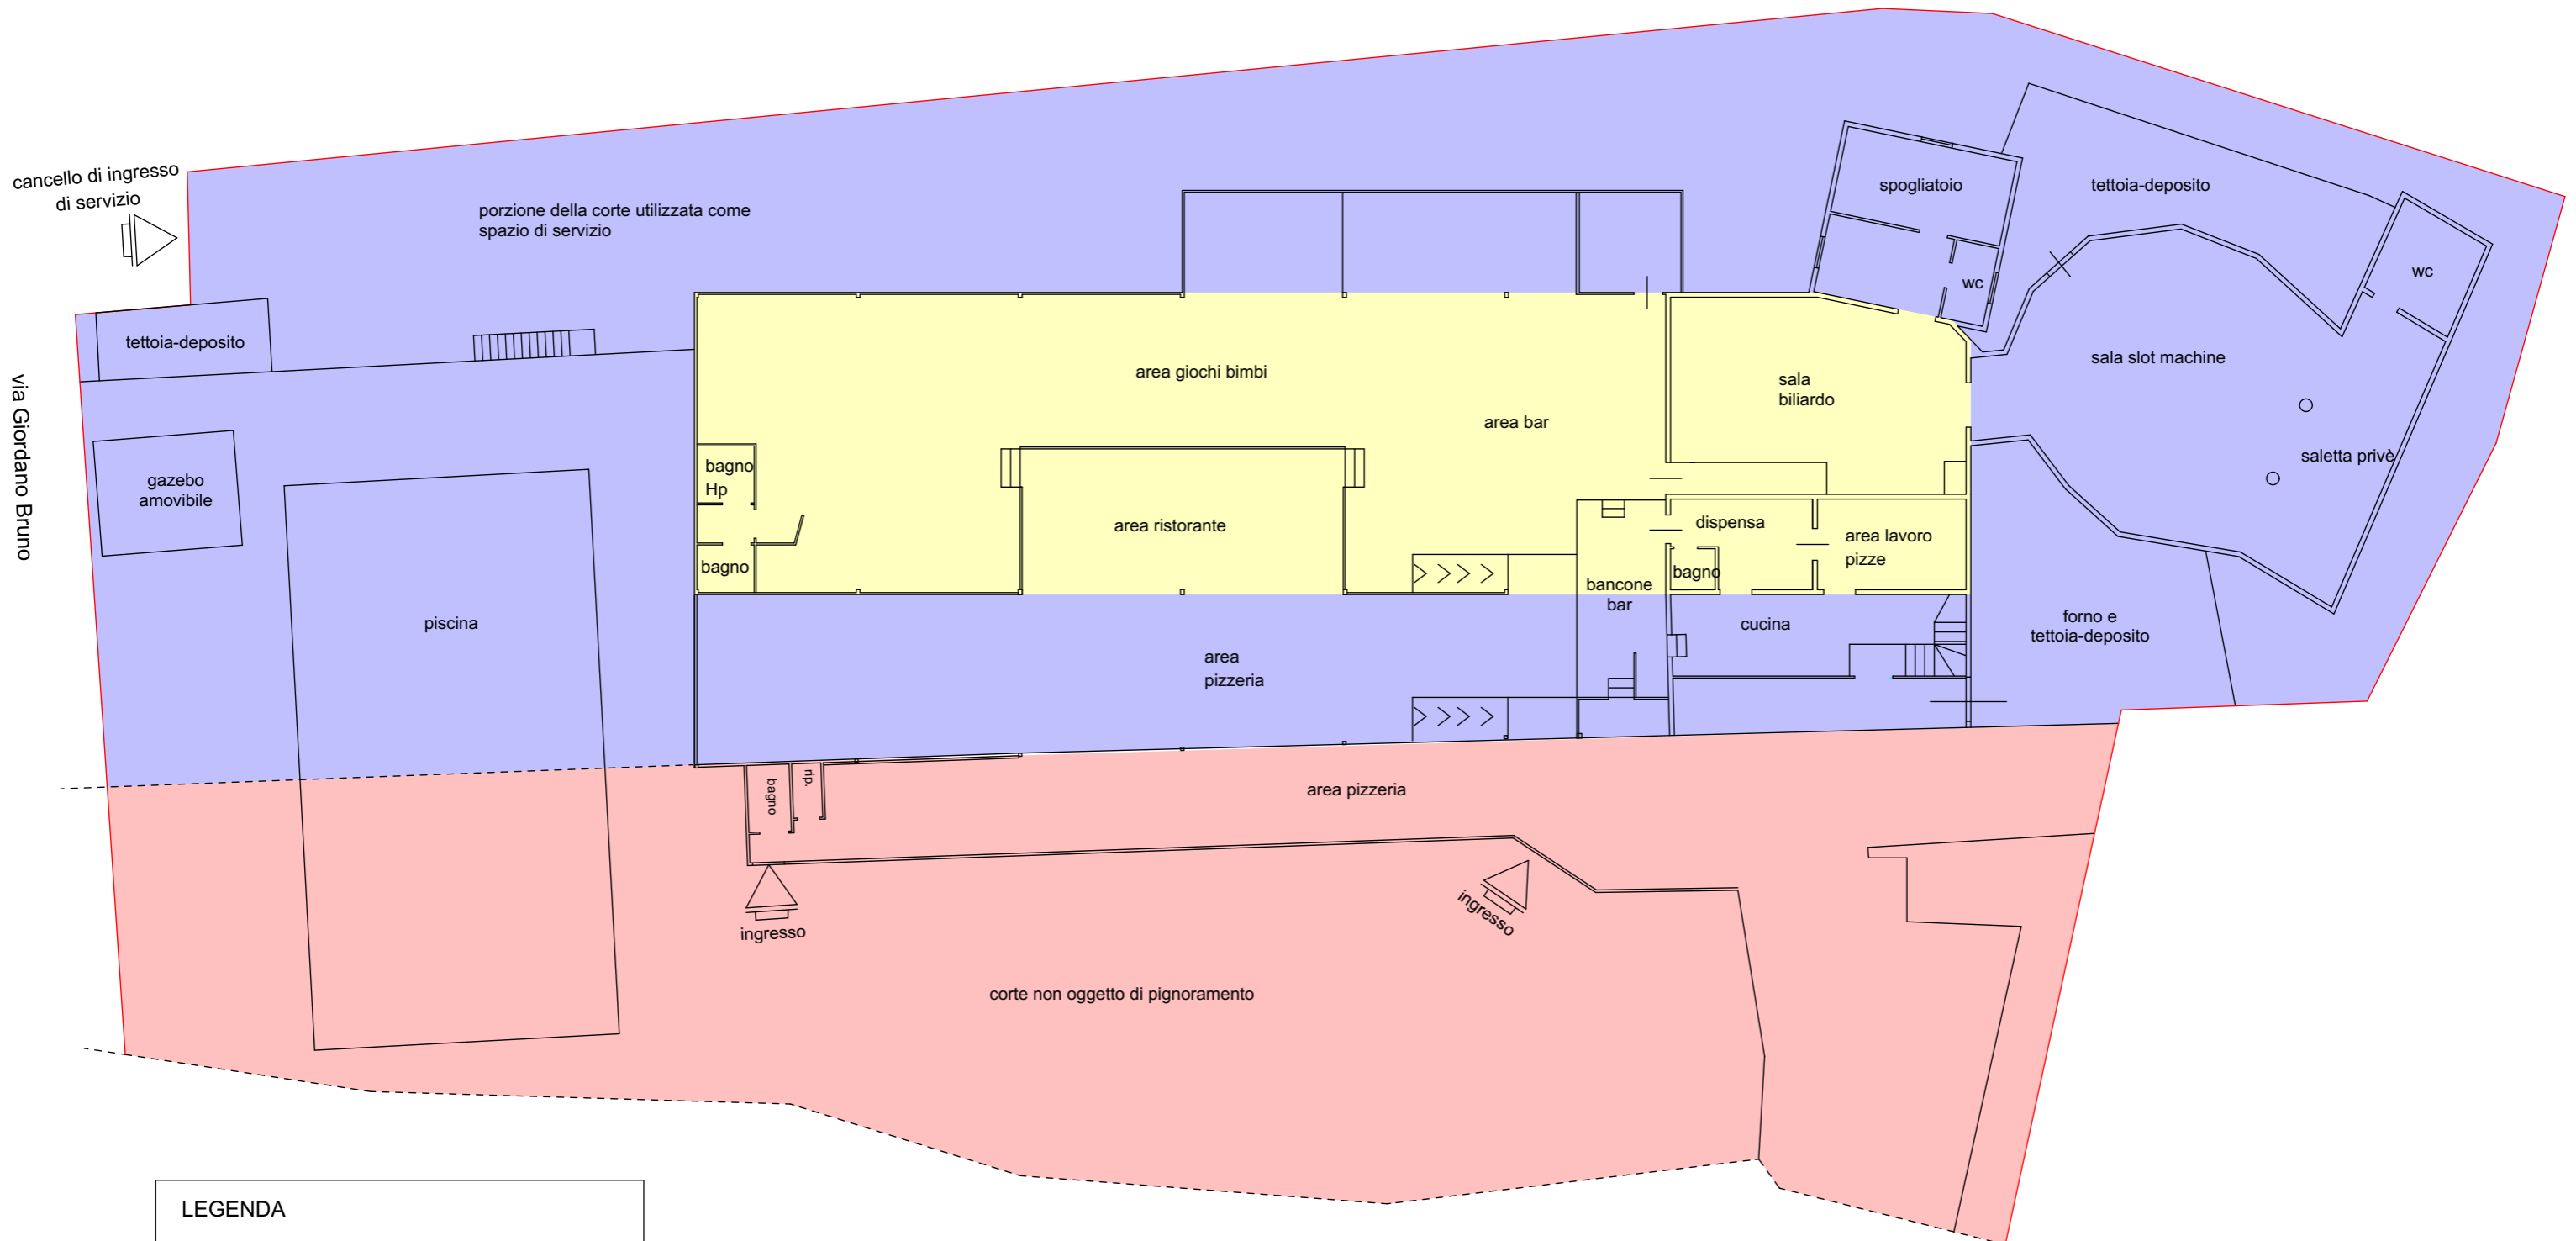 cancello di ingresso
di servizio
porzione della corte utilizzata come
spazio di servizio
spogliatoio
tettoia-deposito
wc
wc
tettoia-deposito
sala slot machine
area giochi bimbi
sala
biliardo
area bar
via Giordano Bruno
gazebo
amovibile
bagno
Hp
saletta privè
area ristorante
dispensa
area lavoro
pizze
bagno
bagno
bancone
bar
piscina
cucina
forno e
tettoia-deposito
area
pizzeria
bagno
rip.
area pizzeria
ingresso
ingresso
corte non oggetto di pignoramento
LEGENDA